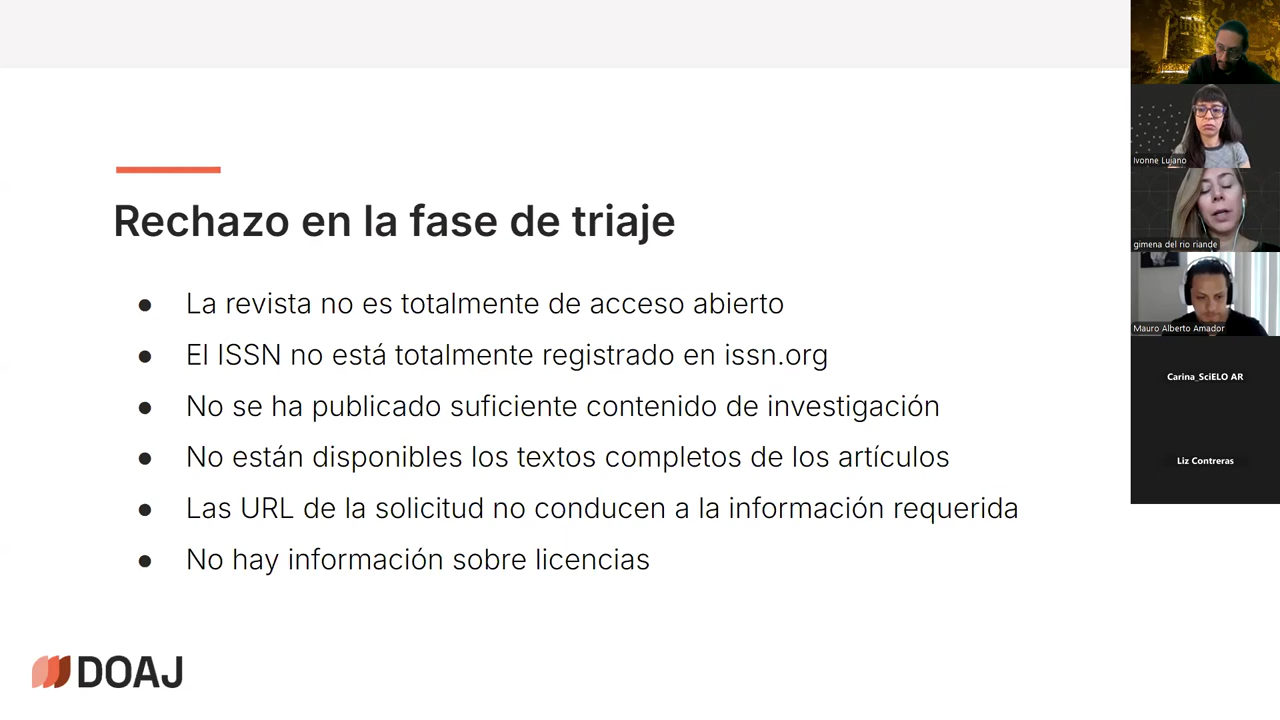 Rechazo en la fase de triaje
● La revista no es totalmente de acceso abierto
● El ISSN no está totalmente registrado en issn.org
● No se ha publicado suficiente contenido de investigación
● No están disponibles los textos completos de los artículos
● Las URL de la solicitud no conducen a la información requerida
● No hay información sobre licencias
DOAJ
Ivonne Lujano
gimena del rio riande
Mauro Alberto Amador
Carina_SciELO AR
Liz Contreras